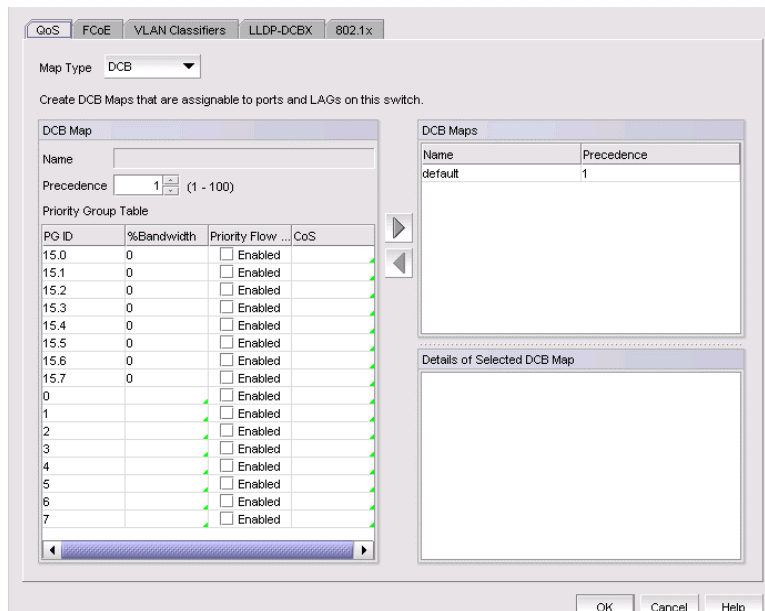 QoS FCoE VLAN Classifiers LLDP-DCBX 802.1x
Map Type DCB
Create DCB Maps that are assignable to ports and LAGs on this switch.
DCB Map
Name
Precedence 1 (1 - 100)
Priority Group Table
PG ID %Bandwidth Priority Flow ... CoS
15.0 0 Enabled
15.1 0 Enabled
15.2 0 Enabled
15.3 0 Enabled
15.4 0 Enabled
15.5 0 Enabled
15.6 0 Enabled
15.7 0 Enabled
0 Enabled
1 Enabled
2 Enabled
3 Enabled
4 Enabled
5 Enabled
6 Enabled
7 Enabled
DCB Maps
Name Precedence
default 1
Details of Selected DCB Map
OK Cancel Help